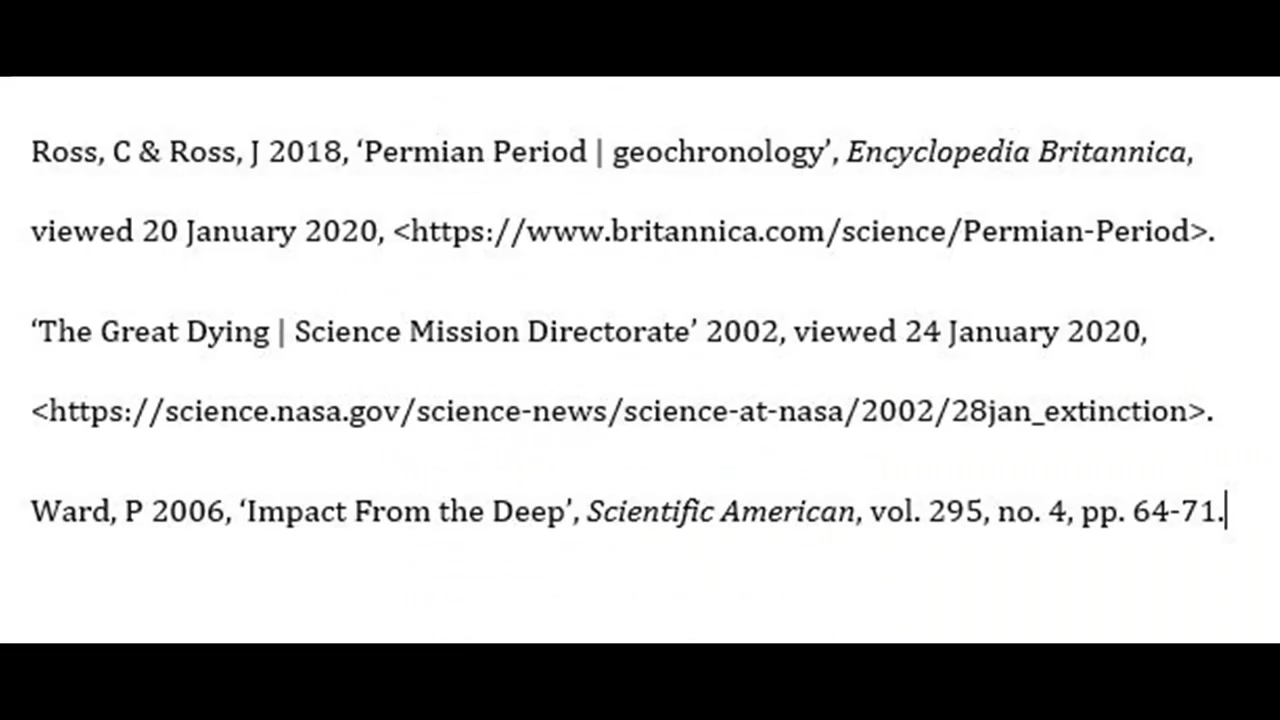 Ross, C & Ross, J 2018, ‘Permian Period | geochronology’, Encyclopedia Britannica,
viewed 20 January 2020, <https://www.britannica.com/science/Permian-Period>.
‘The Great Dying | Science Mission Directorate’ 2002, viewed 24 January 2020,
<https://science.nasa.gov/science-news/science-at-nasa/2002/28jan_extinction>.
Ward, P 2006, ‘Impact From the Deep’, Scientific American, vol. 295, no. 4, pp. 64-71.